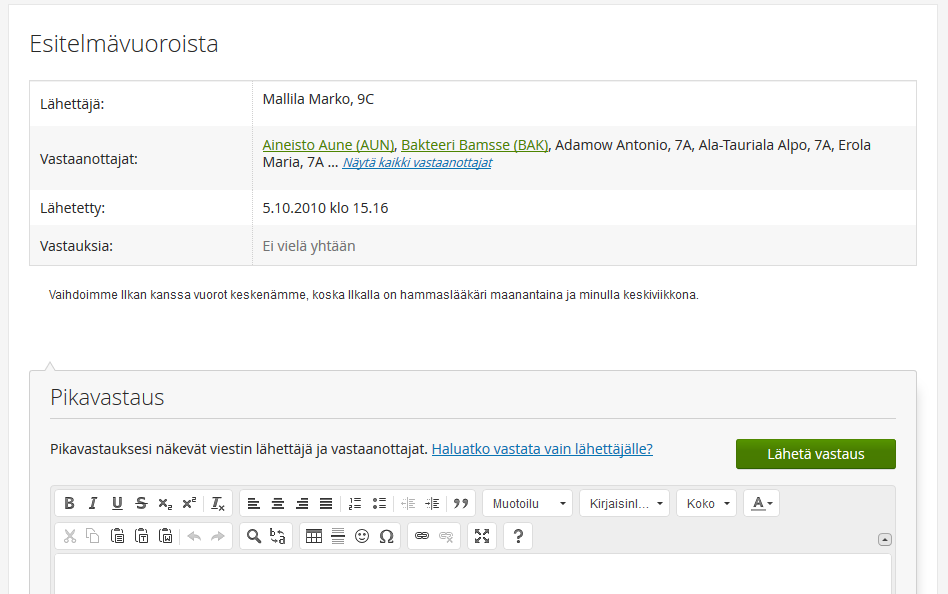 Esitelmävuoroista
Lähettäjä:
Mallila Marko, 9C
Vastaanottajat:
Aineisto Aune (AUN), Bakteeri Bamsse (BAK), Adamow Antonio, 7A, Ala-Tauriala Alpo, 7A, Erola
Maria, 7A ... Näytä kaikki vastaanottajat
Lähetetty:
5.10.2010 klo 15.16
Vastauksia:
Ei vielä yhtään
Vaihdoimme Ilkan kanssa vuorot keskenämme, koska Ilkalla on hammaslääkäri maanantaina ja minulla keskiviikkona.
Pikavastaus
Pikavastauksesi näkevät viestin lähettäjä ja vastaanottajat. Haluatko vastata vain lähettäjälle?
Lähetä vastaus
Muotoilu
Kirjaisinl...
Koko